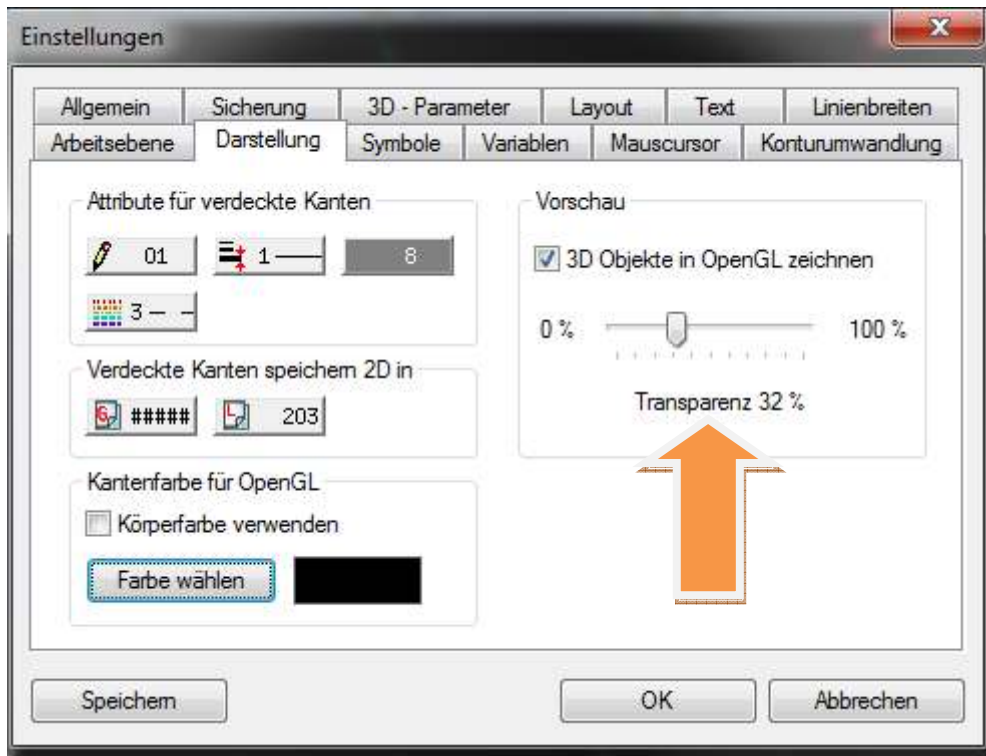 Einstellungen
Allgemein Sicherung 3D - Parameter Layout Text Linienbreiten
Arbeitsebene Darstellung Symbole Variablen Mauscursor Konturumwandlung
Attribute für verdeckte Kanten
01 1 8
3
Verdeckte Kanten speichern 2D in
G ##### L 203
Kantenfarbe für OpenGL
Körperfarbe verwenden
Farbe wählen
Vorschau
3D Objekte in OpenGL zeichnen
0 % 100 %
Transparenz 32 %
Speichern OK Abbrechen